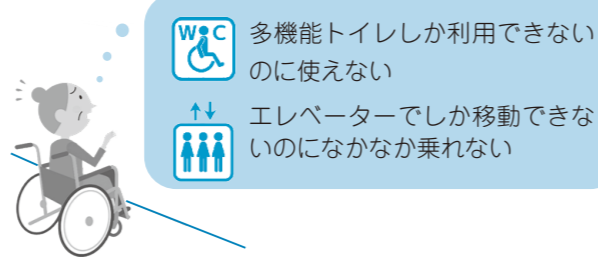 WC
多機能トイレしか利用できない
のに使えない
エレベーターでしか移動できな
いのになかなか乗れない